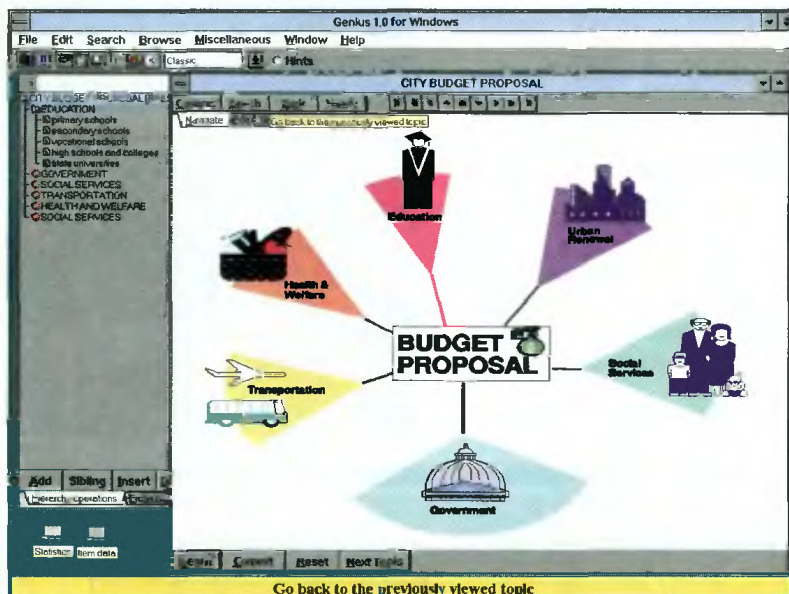 Genius 1.0 for Windows
File Edit Search Browse Miscellaneous Window Help
Classic
Hints
CITY BUDGET PROPOSAL
EDUCATION
primary schools
secondary schools
vocational schools
high schools and colleges
state universities
GOVERNMENT
SOCIAL SERVICES
TRANSPORTATION
HEALTH AND WELFARE
SOCIAL SERVICES
Navigate
Go back to the previously viewed topic
Education
Urban
Renewal
Health &
Welfare
BUDGET
PROPOSAL
Social
Services
Transportation
Government
Add Sibling Insert
Hierarch operations
Statistics Item data
Reset Next Topic
Go back to the previously viewed topic